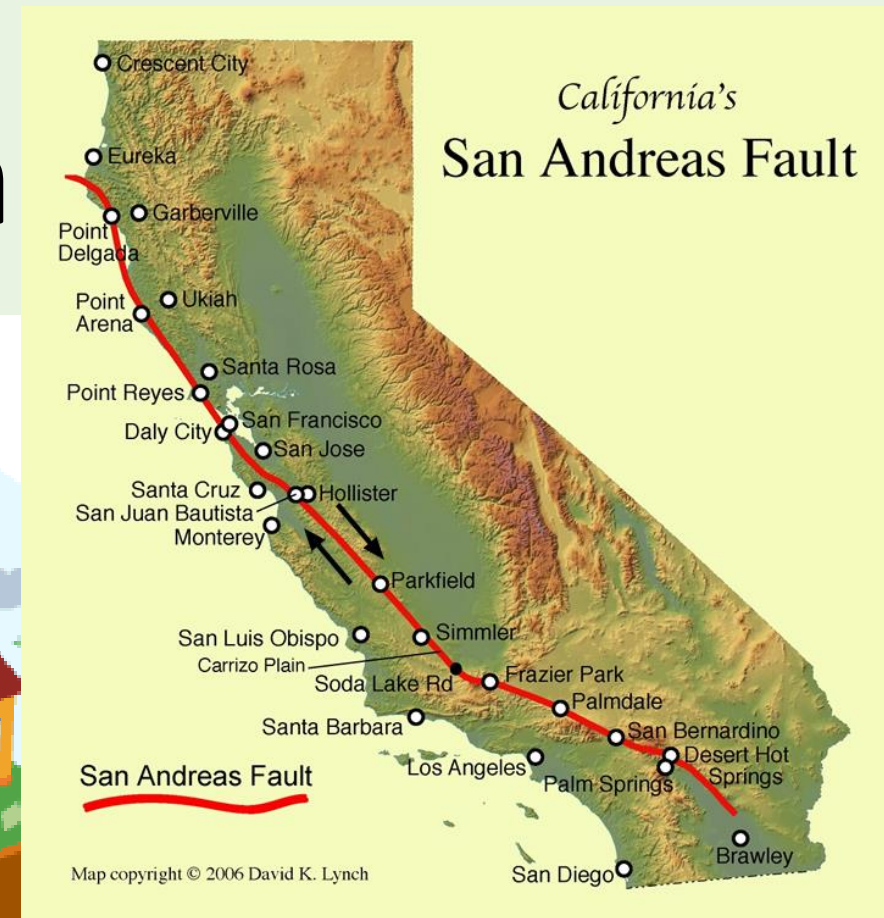 California's
San Andreas Fault
Crescent City
Eureka
Garberville
Point
Delgada
Ukiah
Point
Arena
Santa Rosa
Point Reyes
San Francisco
Daly City
San Jose
Santa Cruz
Hollister
San Juan Bautista
Monterey
Parkfield
San Luis Obispo
Simmler
Carrizo Plain
Soda Lake Rd
Frazier Park
Palmdale
Santa Barbara
San Bernardino
Los Angeles
Desert Hot
Springs
Palm Springs
San Andreas Fault
Brawley
San Diego
Map copyright © 2006 David K. Lynch